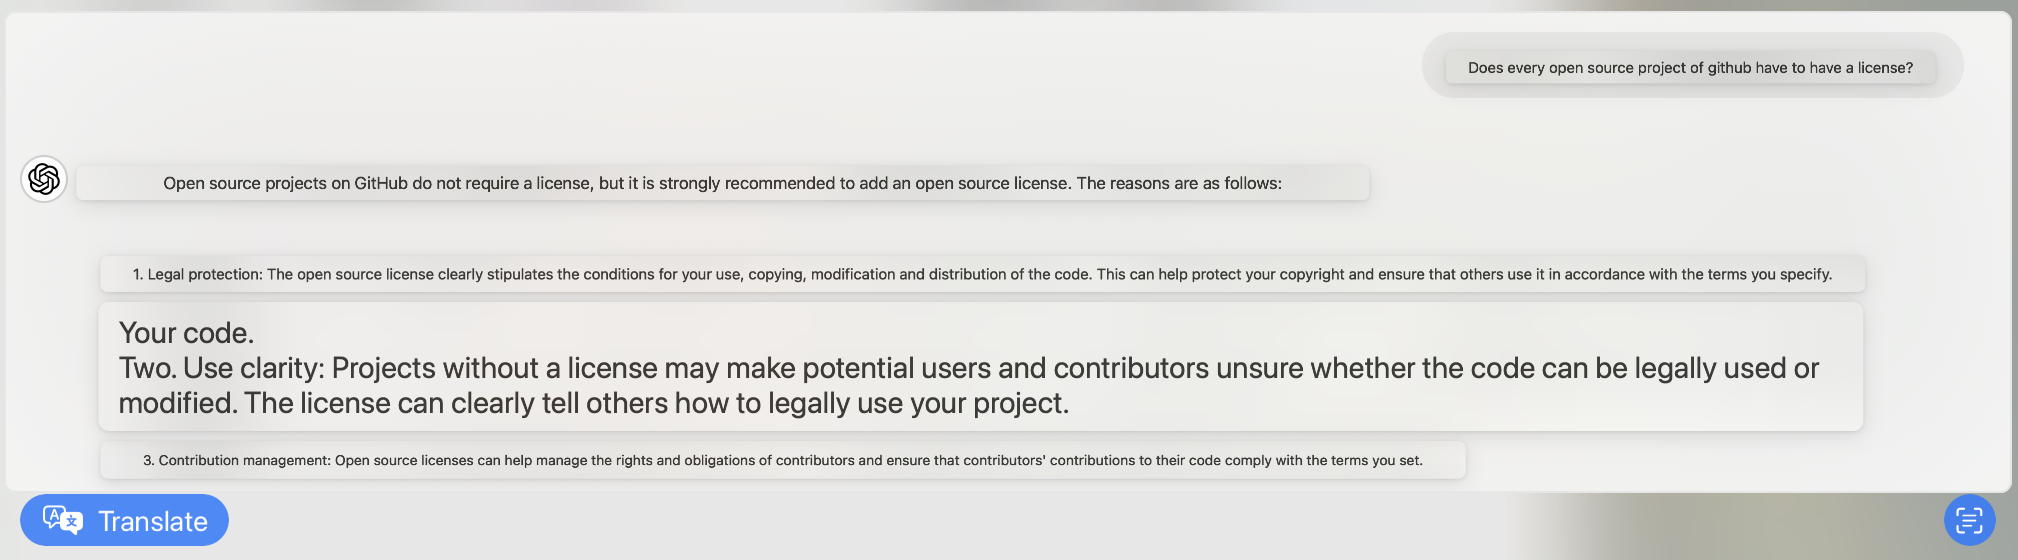 Does every open source project of github have to have a license?
Open source projects on GitHub do not require a license, but it is strongly recommended to add an open source license. The reasons are as follows:
1. Legal protection: The open source license clearly stipulates the conditions for your use, copying, modification and distribution of the code. This can help protect your copyright and ensure that others use it in accordance with the terms you specify.
Your code.
Two. Use clarity: Projects without a license may make potential users and contributors unsure whether the code can be legally used or
modified. The license can clearly tell others how to legally use your project.
3. Contribution management: Open source licenses can help manage the rights and obligations of contributors and ensure that contributors' contributions to their code comply with the terms you set.
Translate